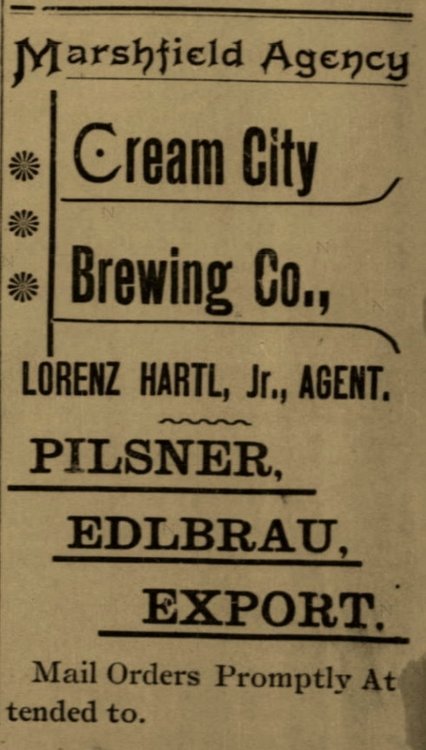 Marshfield Agency
Cream City
Brewing Co.,
LORENZ HARTL, Jr., AGENT.
PILSNER,
EDLBRAU,
EXPORT.
Mail Orders Promptly At
tended to.